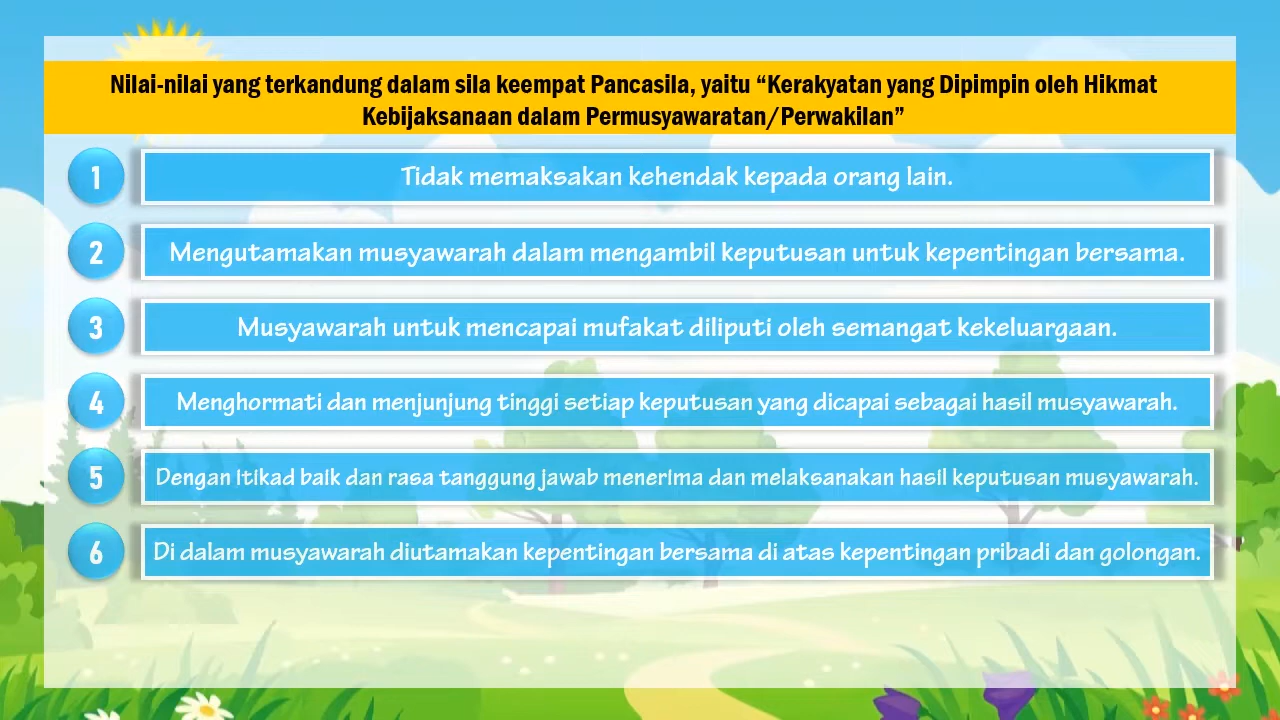 Nilai-nilai yang terkandung dalam sila keempat Pancasila, yaitu “Kerakyatan yang Dipimpin oleh Hikmat
Kebijaksanaan dalam Permusyawaratan/Perwakilan”
1 Tidak memaksakan kehendak kepada orang lain.
2 Mengutamakan musyawarah dalam mengambil keputusan untuk kepentingan bersama.
3 Musyawarah untuk mencapai mufakat diliputi oleh semangat kekeluargaan.
4 Menghormati dan menjunjung tinggi setiap keputusan yang dicapai sebagai hasil musyawarah.
5 Dengan itikad baik dan rasa tanggung jawab menerima dan melaksanakan hasil keputusan musyawarah.
6 Di dalam musyawarah diutamakan kepentingan bersama di atas kepentingan pribadi dan golongan.